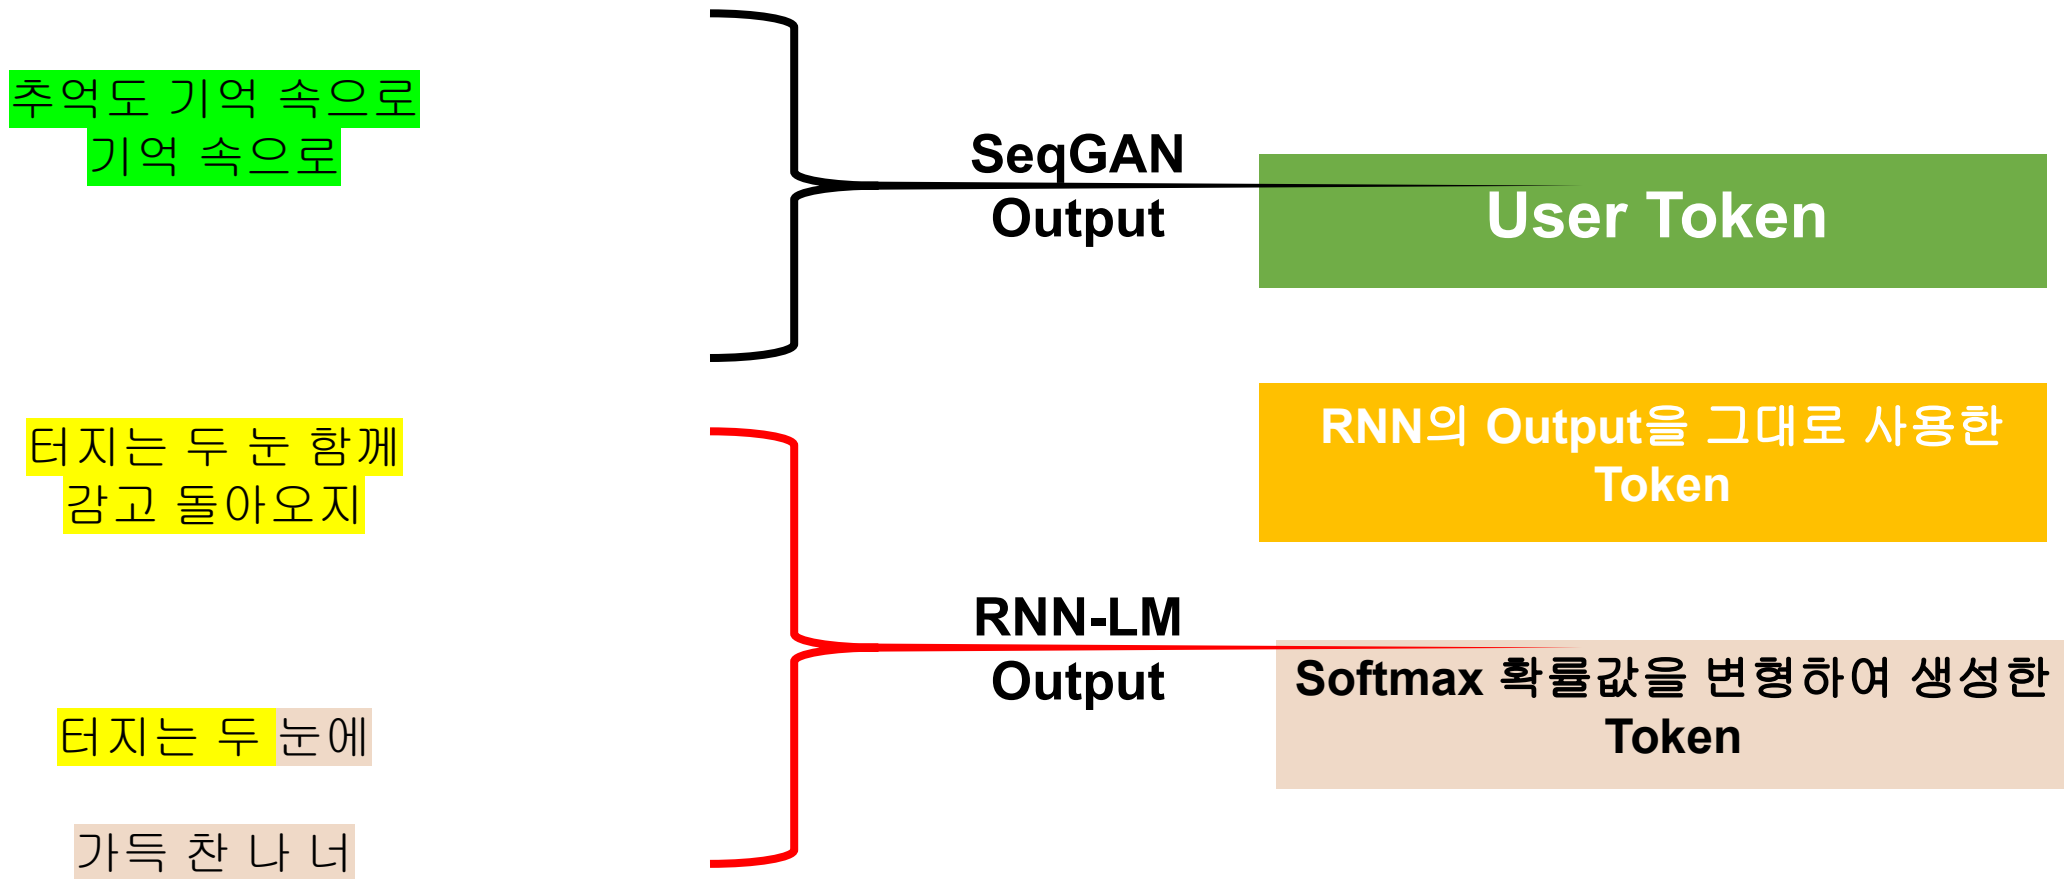 추억도 기억 속으로
기억 속으로
SeqGAN
Output
User Token
터지는 두 눈 함께
감고 돌아오지
RNN의 Output을 그대로 사용한
Token
RNN-LM
Output
Softmax 확률값을 변형하여 생성한
Token
터지는 두 눈에
가득 찬 나 너